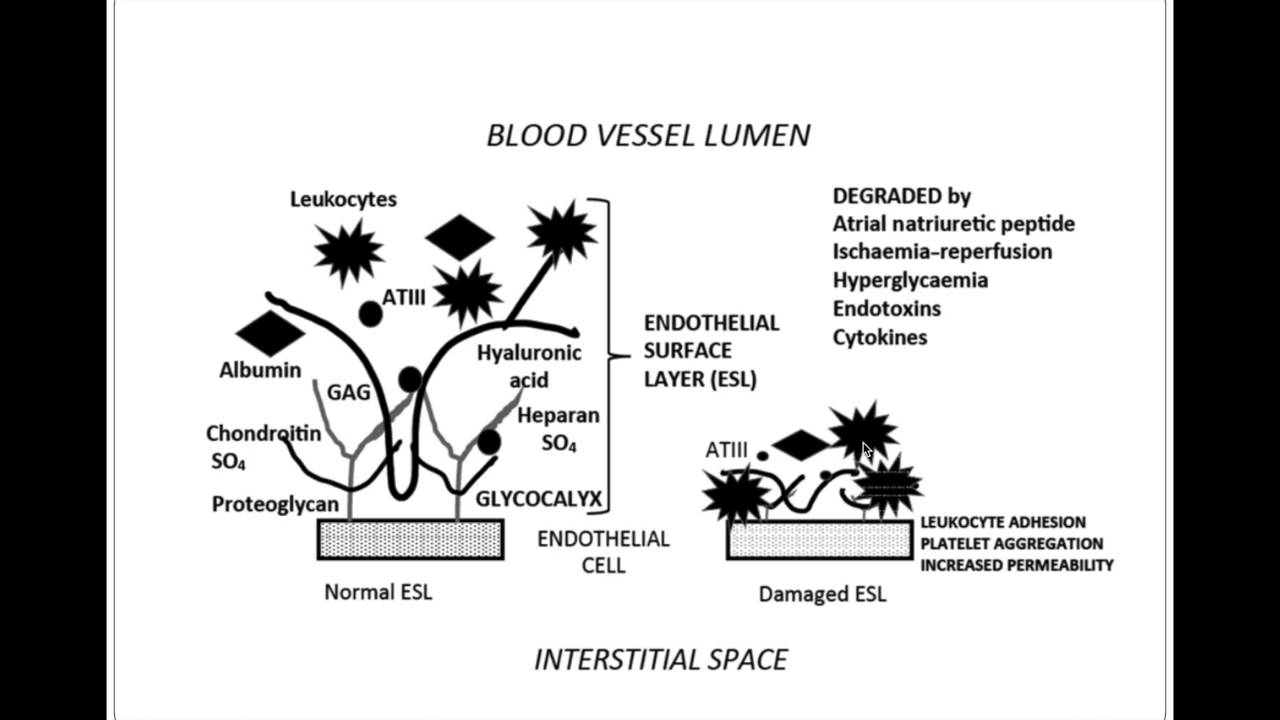 BLOOD VESSEL LUMEN
Leukocytes
ATIII
Albumin
GAG
Hyaluronic
acid
Chondroitin
SO₄
Heparan
SO₄
Proteoglycan
GLYCOCALYX
ENDOTHELIAL
SURFACE
LAYER (ESL)
ENDOTHELIAL
CELL
Normal ESL
DEGRADED by
Atrial natriuretic peptide
Ischaemia–reperfusion
Hyperglycaemia
Endotoxins
Cytokines
ATIII
LEUKOCYTE ADHESION
PLATELET AGGREGATION
INCREASED PERMEABILITY
Damaged ESL
INTERSTITIAL SPACE